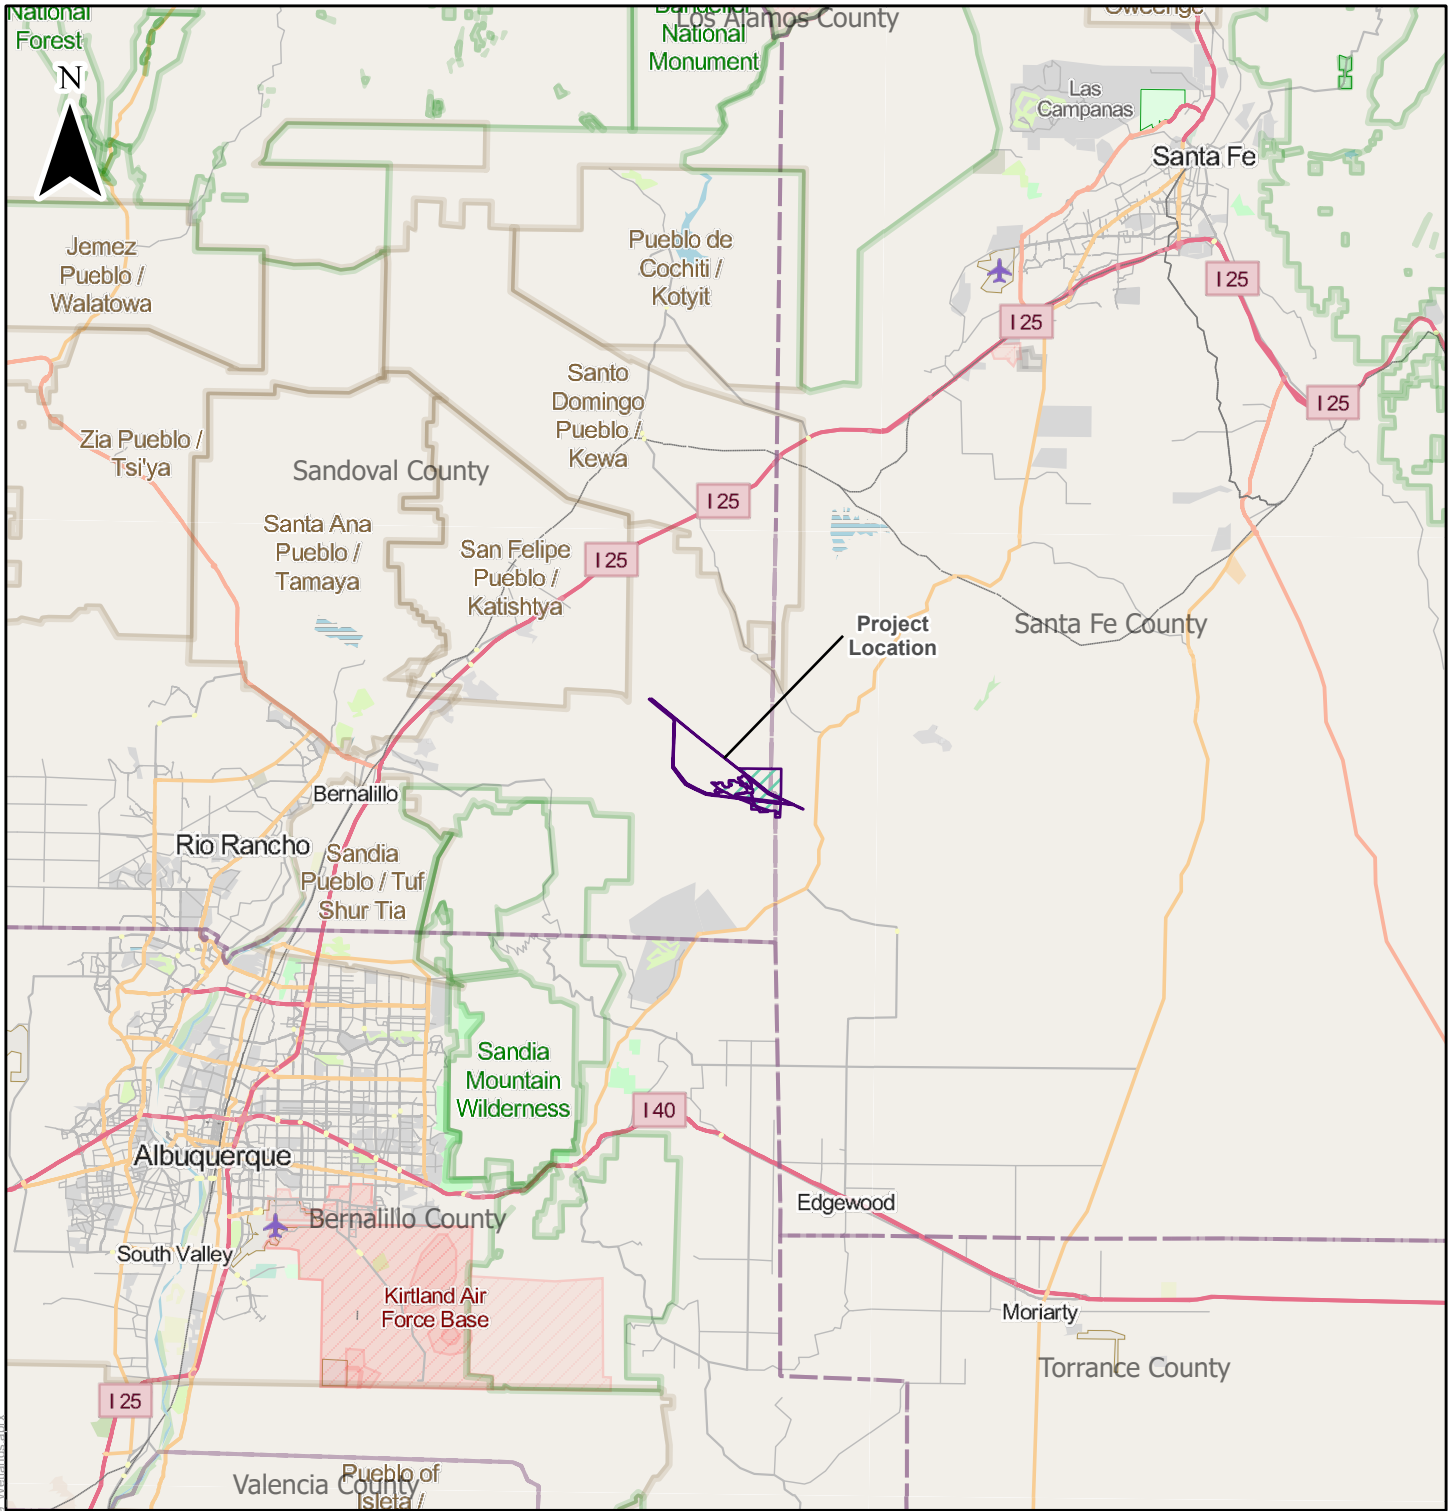 National
Forest
N
Bandelier
National
Monument
Los Alamos County
Las
Campanas
Santa Fe
Jemez
Pueblo /
Walatowa
Pueblo de
Cochiti /
Kotyit
I 25
I 25
I 25
Santo
Domingo
Pueblo /
Kewa
Zia Pueblo /
Tsi'ya
Sandoval County
I 25
Santa Ana
Pueblo /
Tamaya
San Felipe
Pueblo /
Katishtya
I 25
Project
Location
Santa Fe County
Bernalillo
Rio Rancho
Sandia
Pueblo / Tuf
Shur Tia
Sandia
Mountain
Wilderness
I 40
Albuquerque
Edgewood
Bernalillo County
South Valley
Kirtland Air
Force Base
Moriarty
Torrance County
I 25
Valencia County
Pueblo of
Isleta /